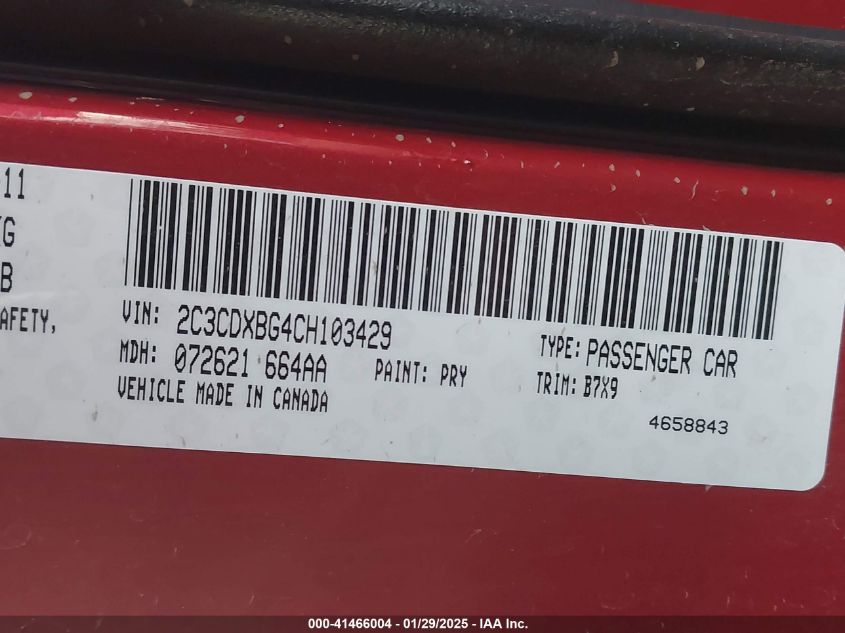 11
G
B
AFETY,
VIN: 2C3CDXBG4CH103429
MDH: 072621 664AA
PAINT: PRY
VEHICLE MADE IN CANADA
TYPE: PASSENGER CAR
TRIM: B7X9
4658843
000-41466004 - 01/29/2025 - IAA Inc.